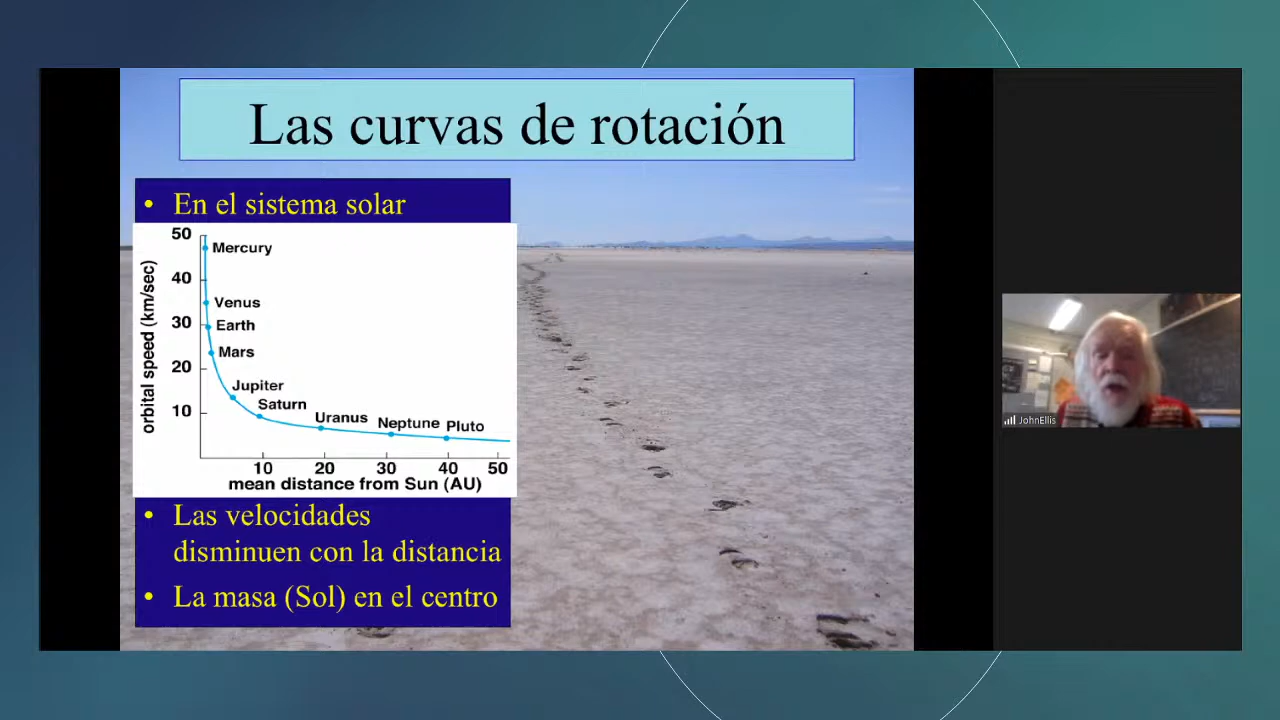 Las curvas de rotación
• En el sistema solar
50
Mercury
40
Venus
30
Earth
Mars
20
Jupiter
Saturn
10
Uranus
Neptune
Pluto
orbital speed (km/sec)
10 20 30 40 50
mean distance from Sun (AU)
• Las velocidades
disminuen con la distancia
• La masa (Sol) en el centro
JohnEllis